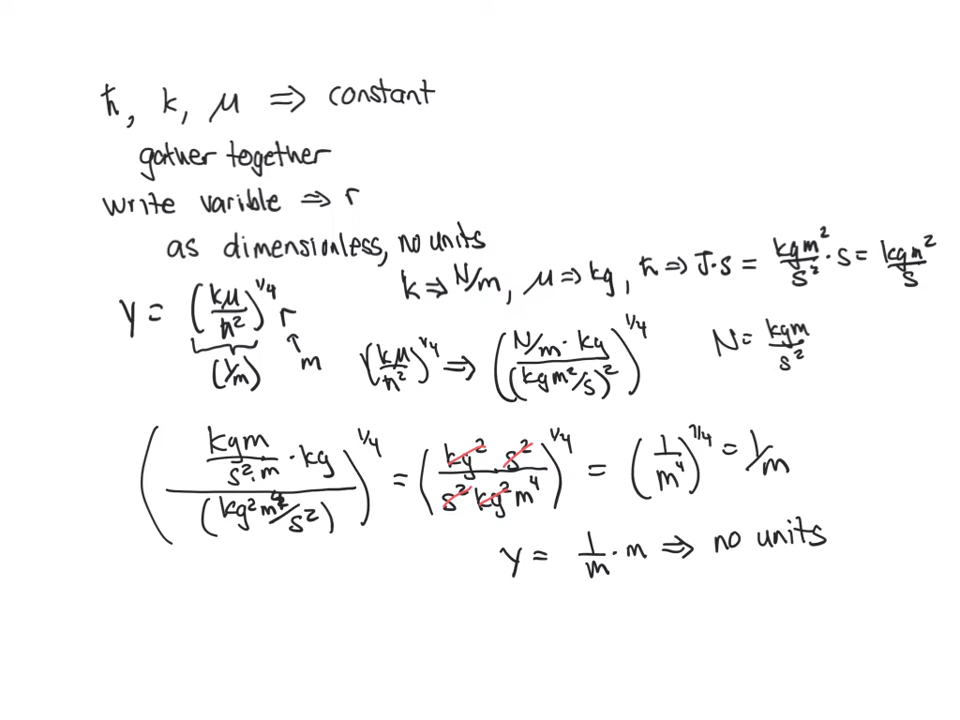 ħ, k, μ ⇒ constant
gather together
write variable ⇒ r
as dimensionless, no units
k ⇒ N/m, μ ⇒ kg, ħ ⇒ J·s = kgm²/s² · s = kgm²/s
γ = (kμ/ħ²)^1/4 r
(1/m)
↑ m
(kμ/ħ²)^1/4 ⇒ (N/m · kg / (kgm²/s)²)^1/4
N = kgm/s²
(kgm/s²·m · kg / (kg²m⁴/s²))^1/4 = (kg² s² / s² kg² m⁴)^1/4 = (1/m⁴)^1/4 = 1/m
γ = 1/m · m ⇒ no units